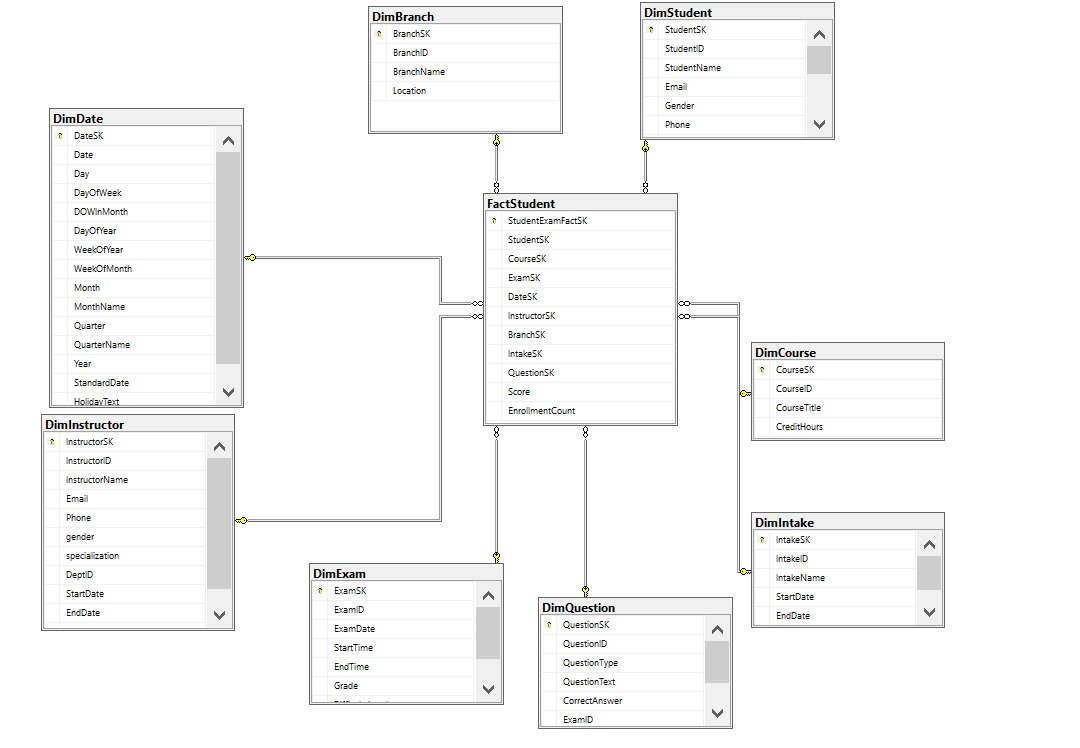 DimBranch
BranchSK
BranchID
BranchName
Location
DimStudent
StudentSK
StudentID
StudentName
Email
Gender
Phone
DimDate
DateSK
Date
Day
DayOfWeek
DOWInMonth
DayOfYear
WeekOfYear
WeekOfMonth
Month
MonthName
Quarter
QuarterName
Year
StandardDate
HolidayText
FactStudent
StudentExamFactSK
StudentSK
CourseSK
ExamSK
DateSK
InstructorSK
BranchSK
IntakeSK
QuestionSK
Score
EnrollmentCount
DimCourse
CourseSK
CourseID
CourseTitle
CreditHours
DimInstructor
InstructorSK
InstructorID
InstructorName
Email
Phone
gender
specialization
DeptID
StartDate
EndDate
DimIntake
IntakeSK
IntakeID
IntakeName
StartDate
EndDate
DimExam
ExamSK
ExamID
ExamDate
StartTime
EndTime
Grade
DimQuestion
QuestionSK
QuestionID
QuestionType
QuestionText
CorrectAnswer
ExamID